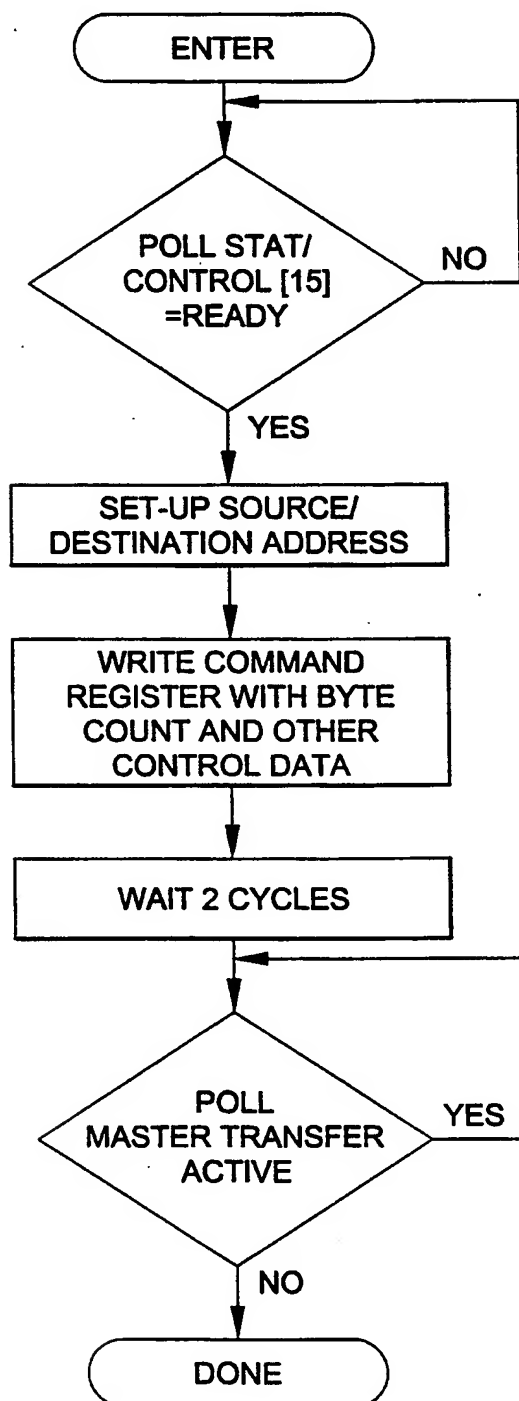 ENTER
POLL STAT/
CONTROL [15]
=READY
NO
YES
SET-UP SOURCE/
DESTINATION ADDRESS
WRITE COMMAND
REGISTER WITH BYTE
COUNT AND OTHER
CONTROL DATA
WAIT 2 CYCLES
POLL
MASTER TRANSFER
ACTIVE
YES
NO
DONE